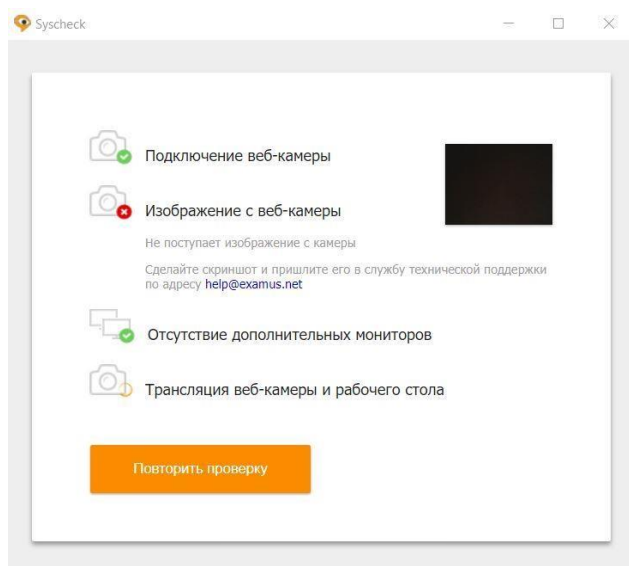 Syscheck
Подключение веб-камеры
Изображение с веб-камеры
Не поступает изображение с камеры
Сделайте скриншот и пришлите его в службу технической поддержки
по адресу help@examus.net
Отсутствие дополнительных мониторов
Трансляция веб-камеры и рабочего стола
Повторить проверку